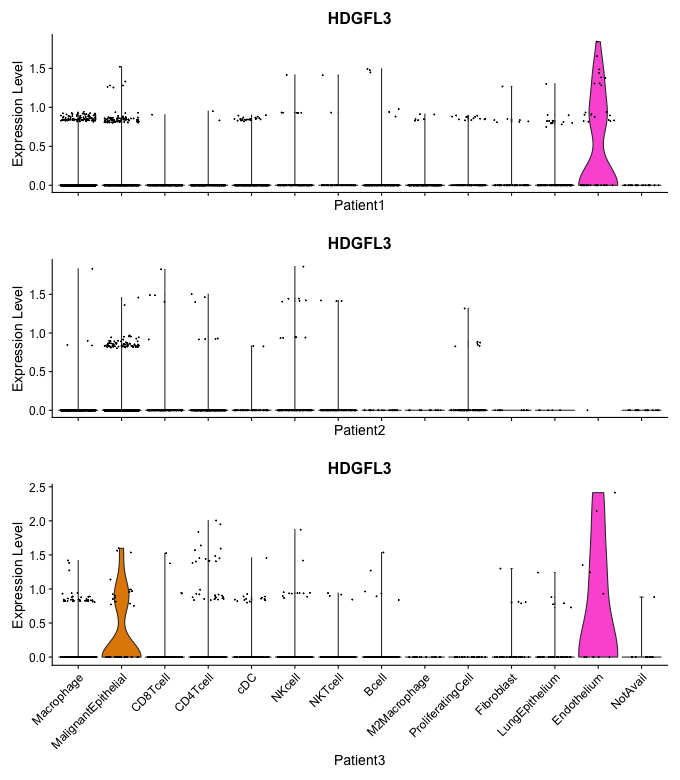 HDGFL3
Expression Level
1.5
1.0
0.5
0.0
Patient1
HDGFL3
Expression Level
1.5
1.0
0.5
0.0
Patient2
HDGFL3
Expression Level
2.5
2.0
1.5
1.0
0.5
0.0
Macrophage
MalignantEpithelial
CD8Tcell
CD4Tcell
cDC
NKcell
NKTcell
Bcell
M2Macrophage
ProliferatingCell
Fibroblast
LungEpithelium
Endothelium
NotAvail
Patient3